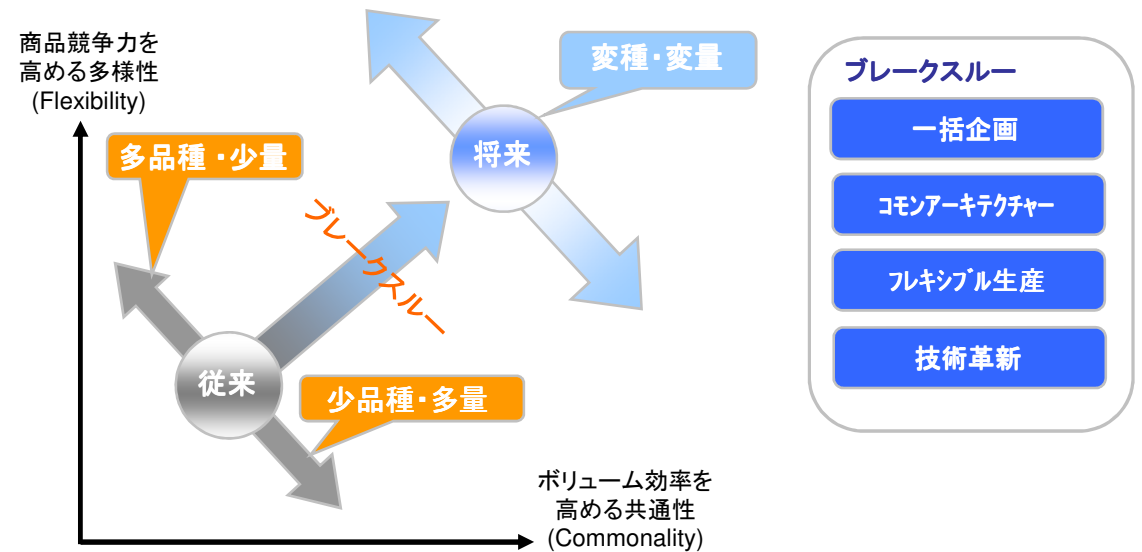 商品競争力を
高める多様性
(Flexibility)
多品種・少量
変種・変量
将来
ブレークスルー
従来
少品種・多量
ボリューム効率を
高める共通性
(Commonality)
ブレークスルー
一括企画
コモンアーキテクチャー
フレキシブル生産
技術革新